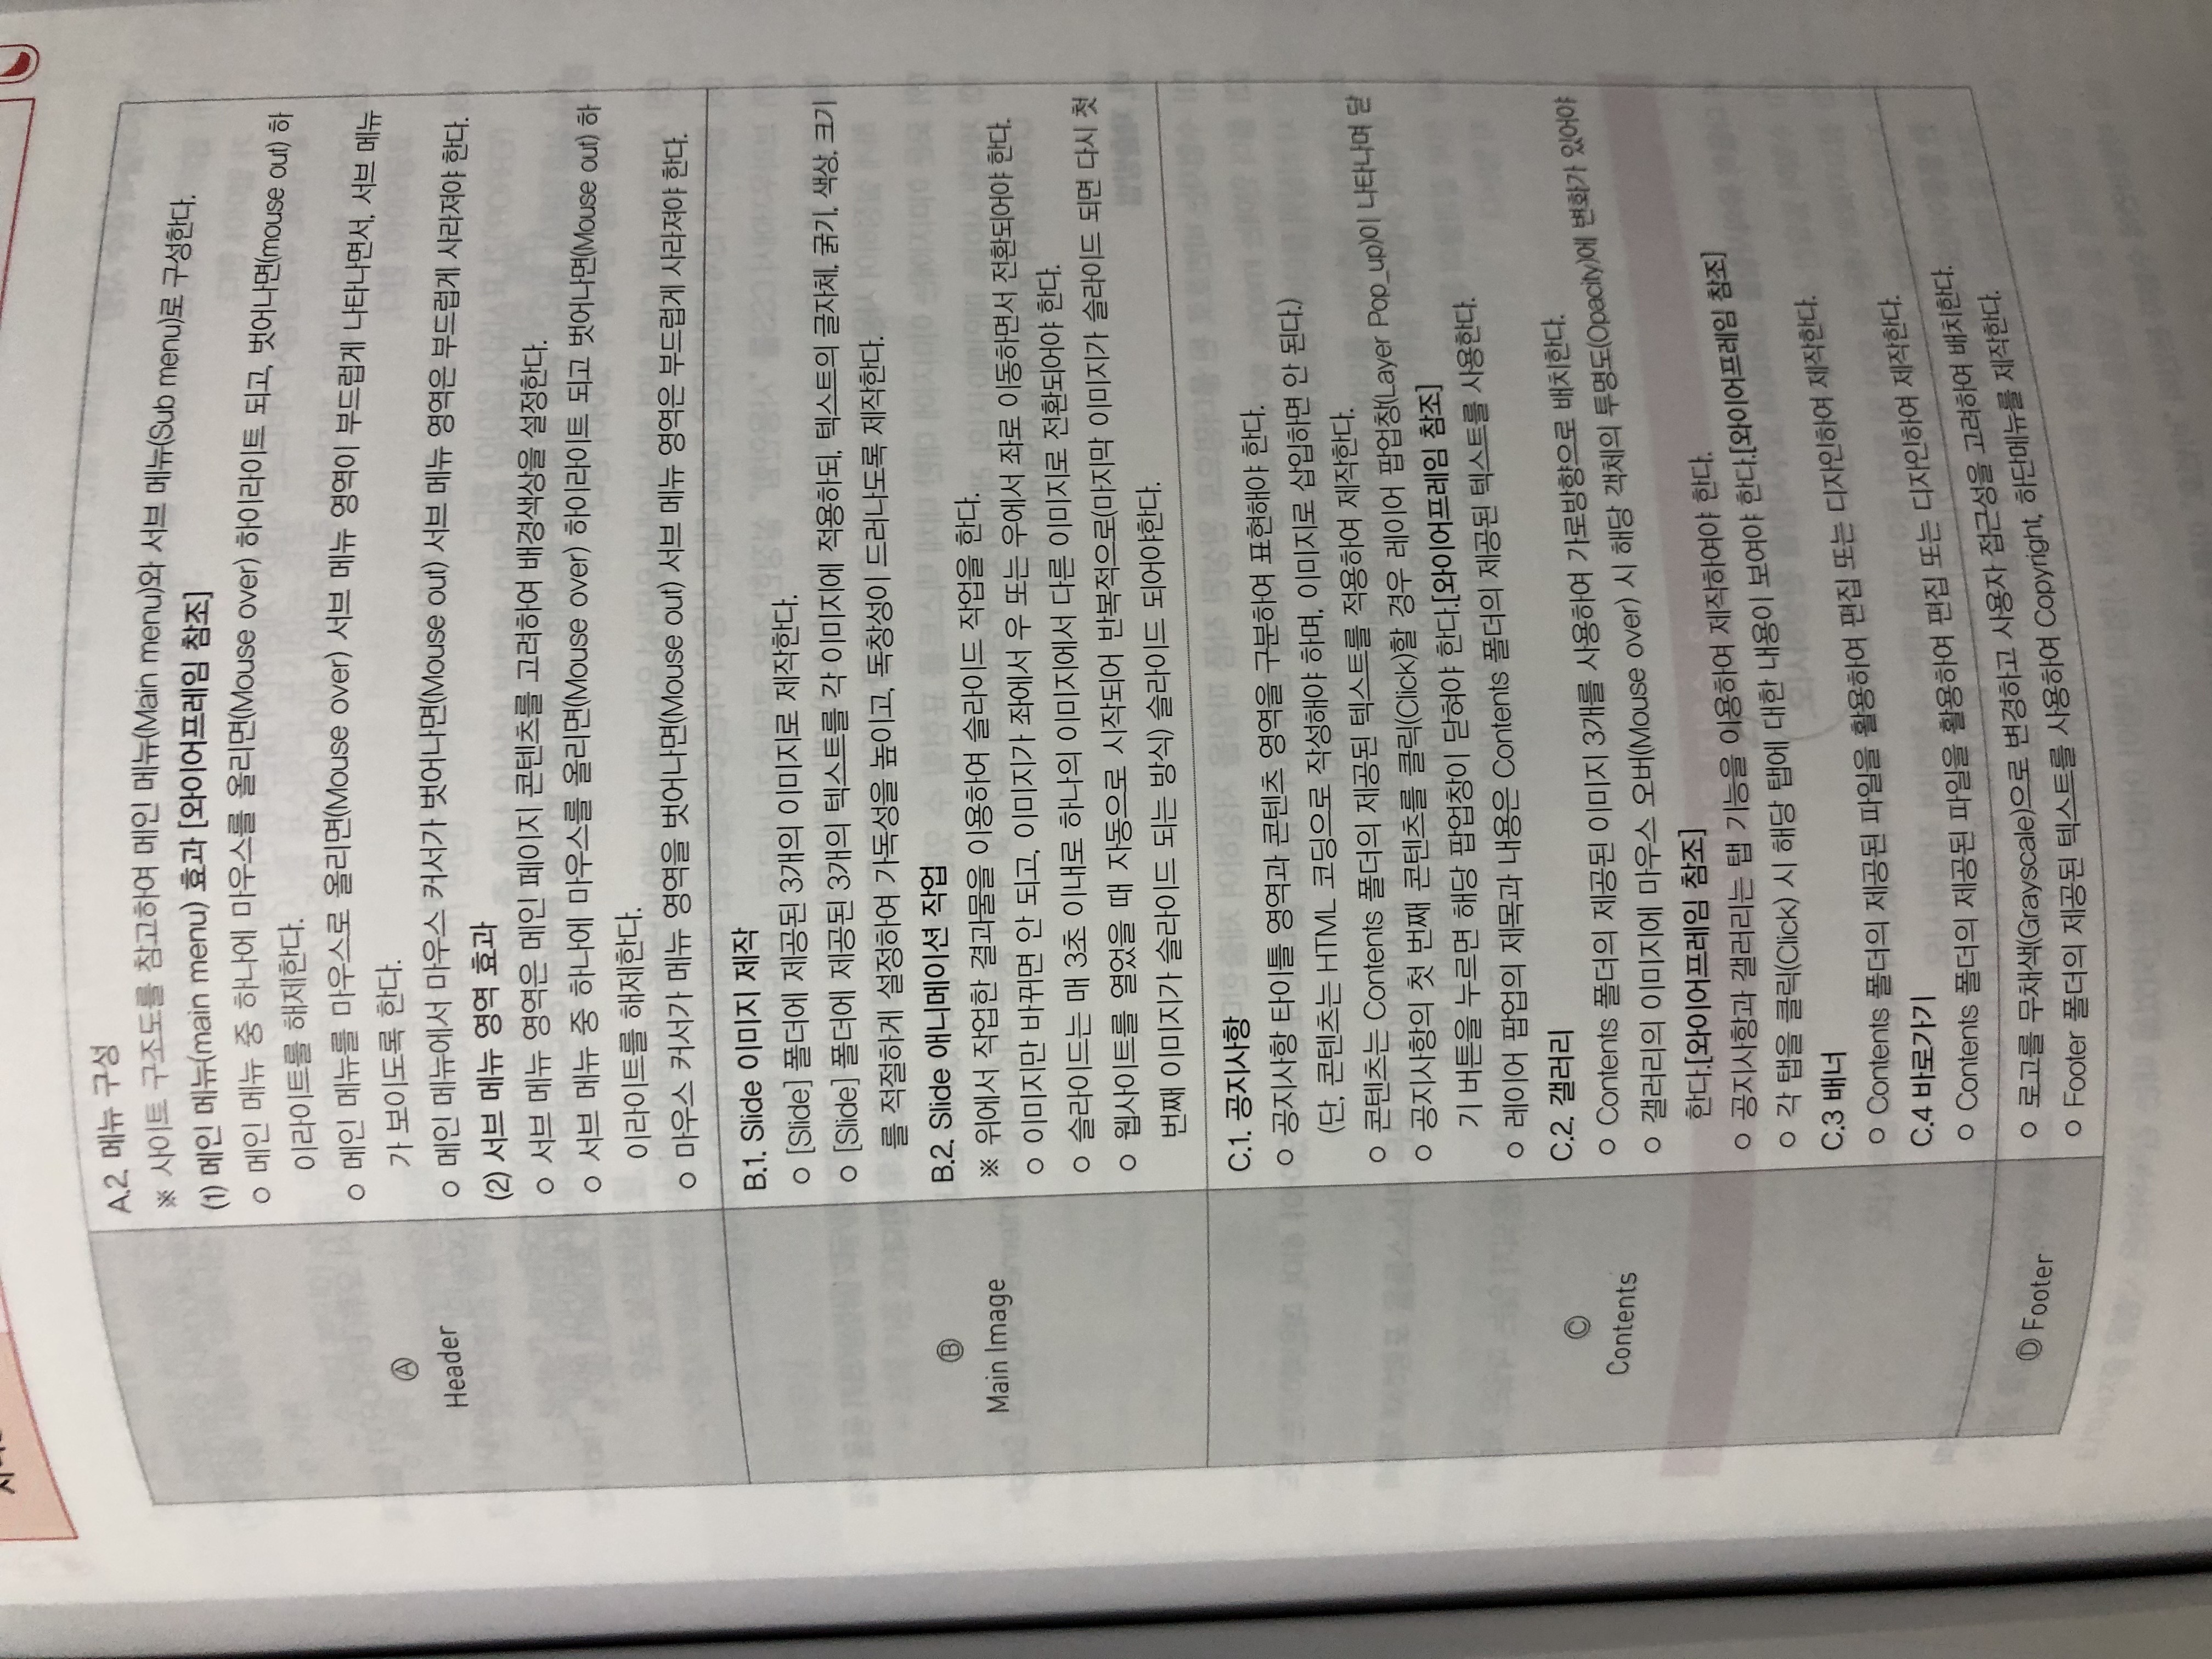 A.2. 메뉴 구성
※ 사이트 구조도를 참고하여 메인 메뉴(Main menu)와 서브 메뉴(Sub menu)로 구성한다.
(1) 메인 메뉴(main menu) 효과 [와이어프레임 참조]
○ 메인 메뉴 중 하나에 마우스를 올리면(Mouse over) 하이라이트 되고, 벗어나면(mouse out) 하
이라이트를 해제한다.
○ 메인 메뉴를 마우스로 올리면(Mouse over) 서브 메뉴 영역이 부드럽게 나타나면서, 서브 메뉴
가 보이도록 한다.
Ⓐ
Header
○ 메인 메뉴에서 마우스 커서가 벗어나면(Mouse out) 서브 메뉴 영역은 부드럽게 사라져야 한다.
(2) 서브 메뉴 영역 효과
○ 서브 메뉴 영역은 메인 페이지 콘텐츠를 고려하여 배경색상을 설정한다.
○ 서브 메뉴 중 하나에 마우스를 올리면(Mouse over) 하이라이트 되고 벗어나면(Mouse out) 하
이라이트를 해제한다.
○ 마우스 커서가 메뉴 영역을 벗어나면(Mouse out) 서브 메뉴 영역은 부드럽게 사라져야 한다.
B.1. Slide 이미지 제작
○ [Slide] 폴더에 제공된 3개의 이미지로 제작한다.
○ [Slide] 폴더에 제공된 3개의 텍스트를 각 이미지에 적용하되, 텍스트의 글자체, 굵기, 색상, 크기
를 적절하게 설정하여 가독성을 높이고, 독창성이 드러나도록 제작한다.
Ⓑ
Main Image
B.2. Slide 애니메이션 작업
※ 위에서 작업한 결과물을 이용하여 슬라이드 작업을 한다.
○ 이미지만 바뀌면 안 되고, 이미지가 좌에서 우 또는 우에서 좌로 이동하면서 전환되어야 한다.
○ 슬라이드는 매 3초 이내로 하나의 이미지에서 다른 이미지로 전환되어야 한다.
○ 웹사이트를 열었을 때 자동으로 시작되어 반복적으로(마지막 이미지가 슬라이드 되면 다시 첫
번째 이미지가 슬라이드 되는 방식) 슬라이드 되어야한다.
C.1. 공지사항
○ 공지사항 타이틀 영역과 콘텐츠 영역을 구분하여 표현해야 한다.
(단, 콘텐츠는 HTML 코딩으로 작성해야 하며, 이미지로 삽입하면 안 된다.)
○ 콘텐츠는 Contents 폴더의 제공된 텍스트를 적용하여 제작한다.
○ 공지사항의 첫 번째 콘텐츠를 클릭(Click)할 경우 레이어 팝업창(Layer Pop_up)이 나타나며 닫
기 버튼을 누르면 해당 팝업창이 닫혀야 한다.[와이어프레임 참조]
○ 레이어 팝업의 제목과 내용은 Contents 폴더의 제공된 텍스트를 사용한다.
Ⓒ
Contents
C.2. 갤러리
○ Contents 폴더의 제공된 이미지 3개를 사용하여 가로방향으로 배치한다.
○ 갤러리의 이미지에 마우스 오버(Mouse over) 시 해당 객체의 투명도(Opacity)에 변화가 있어야
한다.[와이어프레임 참조]
○ 공지사항과 갤러리는 탭 기능을 이용하여 제작하여야 한다.
○ 각 탭을 클릭(Click) 시 해당 탭에 대한 내용이 보여야 한다.[와이어프레임 참조]
C.3 배너
○ Contents 폴더의 제공된 파일을 활용하여 편집 또는 디자인하여 제작한다.
C.4 바로가기
○ Contents 폴더의 제공된 파일을 활용하여 편집 또는 디자인하여 제작한다.
Ⓓ Footer
○ 로고를 무채색(Grayscale)으로 변경하고 사용자 접근성을 고려하여 배치한다.
○ Footer 폴더의 제공된 텍스트를 사용하여 Copyright, 하단메뉴를 제작한다.